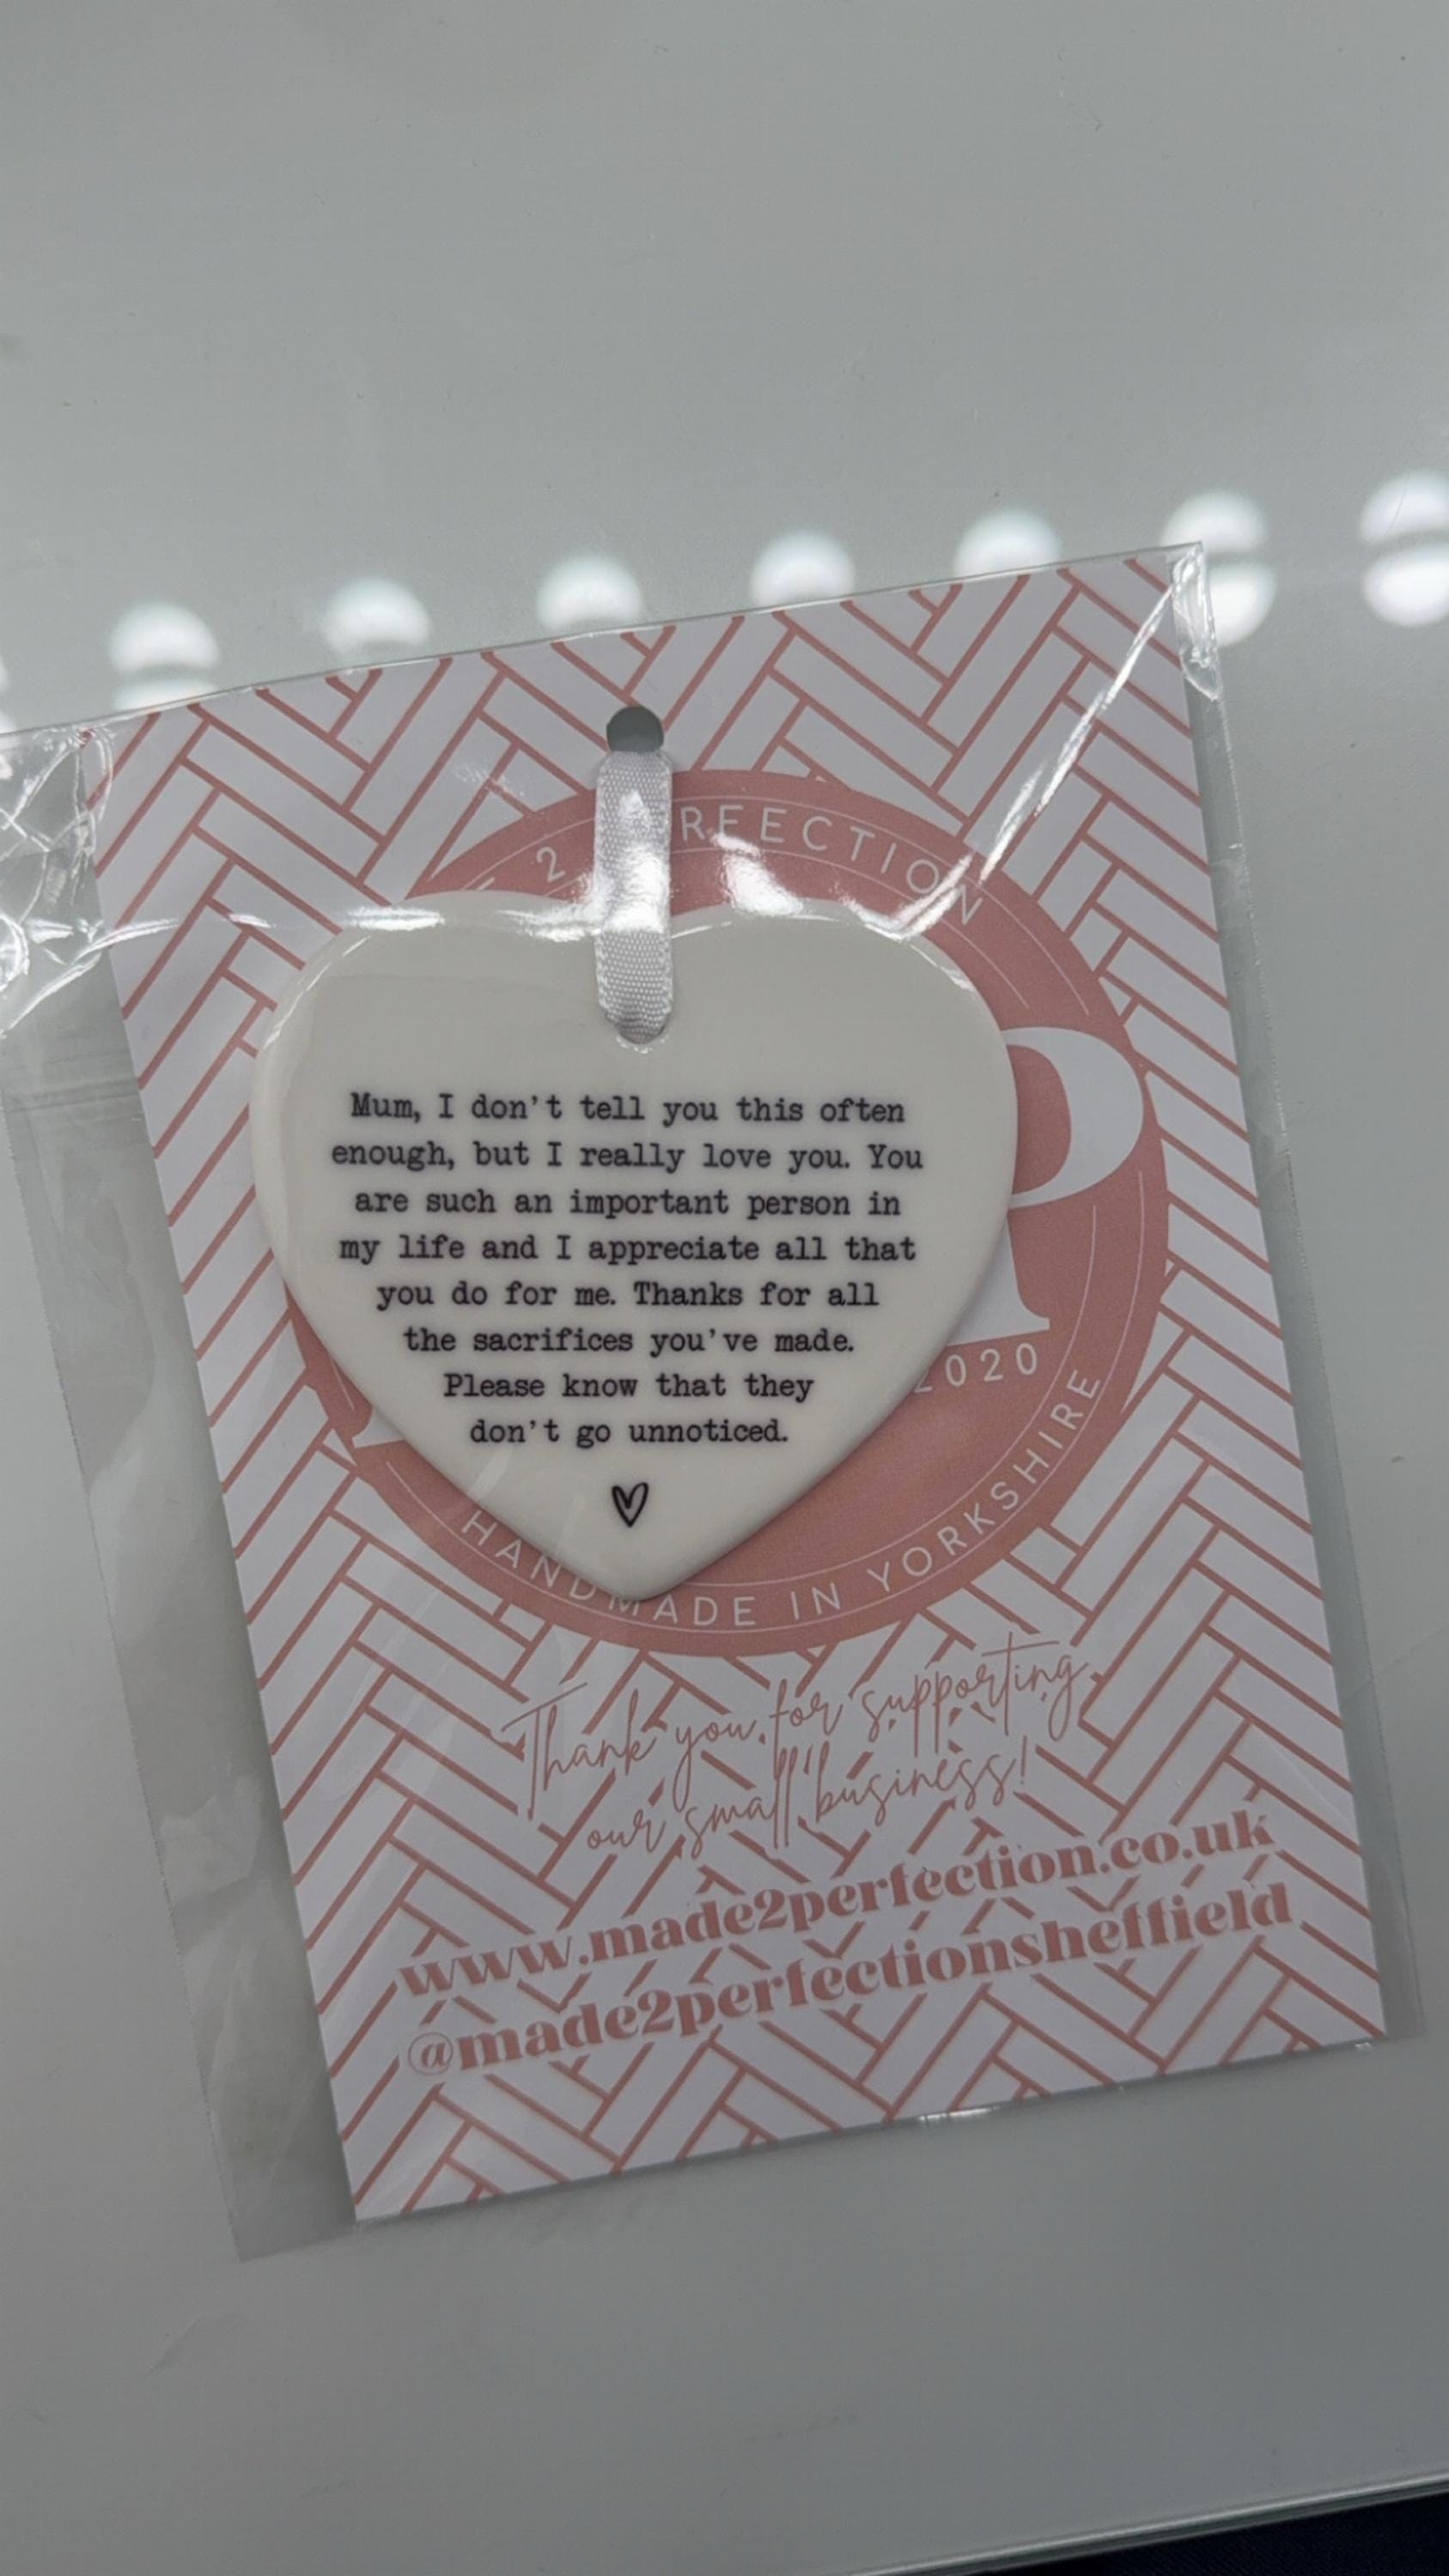 2 RFECTION
Mum, I don't tell you this often
enough, but I really love you. You
are such an important person in
my life and I appreciate all that
you do for me. Thanks for all
the sacrifices you've made.
Please know that they
don't go unnoticed.
P
2020
HANDMADE IN YORKSHIRE
Thank you for supporting
our small business!
www.made2perfection.co.uk
@made2perfectionsheffield